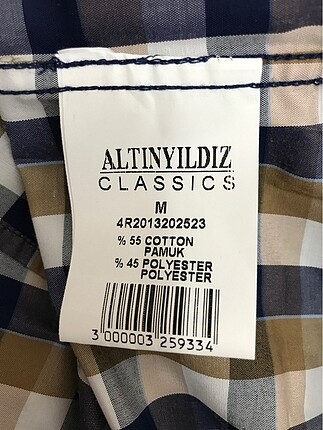 ALTINYILDIZ
CLASSICS
M
4R2013202523
% 55 COTTON
PAMUK
% 45 POLYESTER
POLYESTER
3 000003 259334